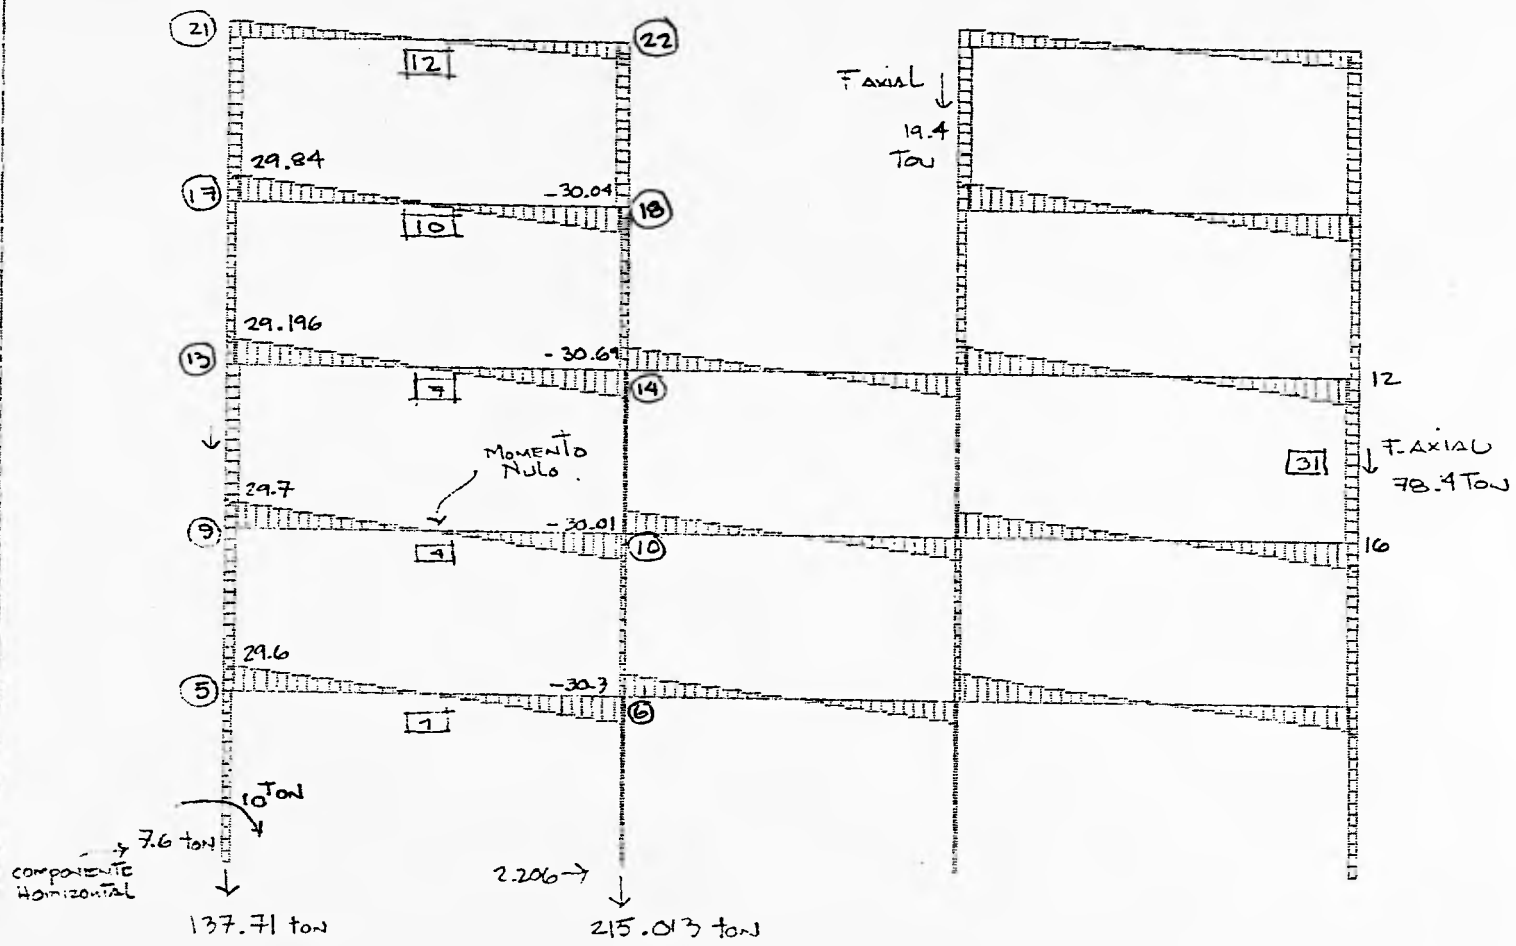 21
22
12
F AXIAL
19.4
TON
29.84
17
-30.04
18
10
29.196
13
-30.69
14
7
12
MOMENTO
NULO
31
F. AXIAL
78.4 TON
29.7
9
-30.01
10
4
16
29.6
5
-30.3
6
1
10 TON
7.6 TON
COMPONENTE
HORIZONTAL
2.206
137.71 TON
215.013 TON